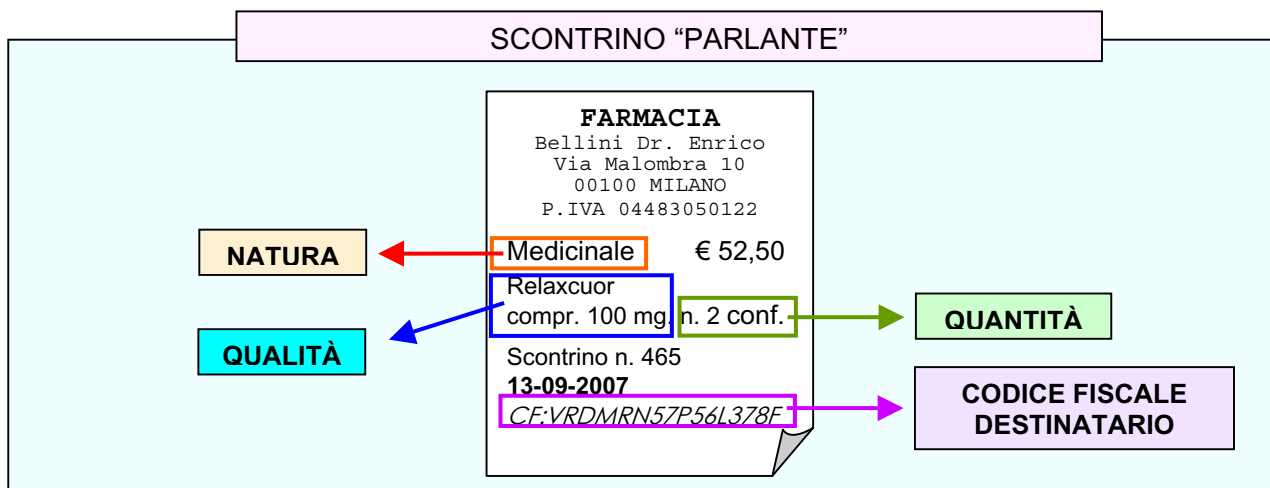 SCONTRINO “PARLANTE”
FARMACIA
Bellini Dr. Enrico
Via Malombra 10
00100 MILANO
P.IVA 04483050122
NATURA
Medicinale € 52,50
Relaxcuor
compr. 100 mg. n. 2 conf.
QUANTITÀ
QUALITÀ
Scontrino n. 465
13-09-2007
CF:VRDMRN57P56L378F
CODICE FISCALE
DESTINATARIO